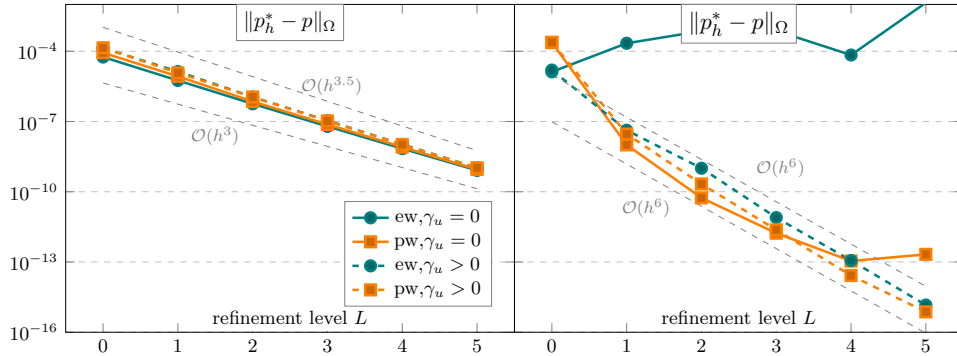 ‖p*_h − p‖_Ω
‖p*_h − p‖_Ω
10^−4
10^−7
10^−10
10^−13
10^−16
O(h^3.5)
O(h^3)
O(h^6)
O(h^6)
ew,γ_u = 0
pw,γ_u = 0
ew,γ_u > 0
pw,γ_u > 0
refinement level L
refinement level L
0 1 2 3 4 5
0 1 2 3 4 5